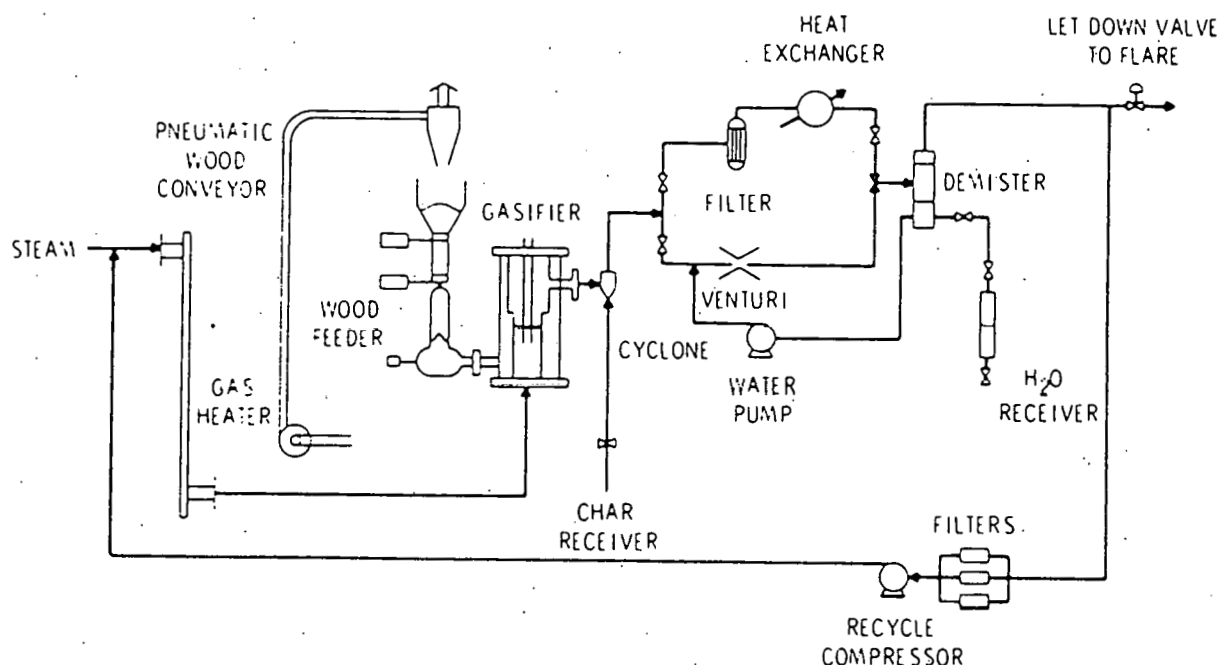 HEAT
EXCHANGER
LET DOWN VALVE
TO FLARE
PNEUMATIC
WOOD
CONVEYOR
GASIFIER
FILTER
DEMISTER
STEAM
VENTURI
WOOD
FEEDER
CYCLONE
GAS
HEATER
WATER
PUMP
H2O
RECEIVER
CHAR
RECEIVER
FILTERS
RECYCLE
COMPRESSOR